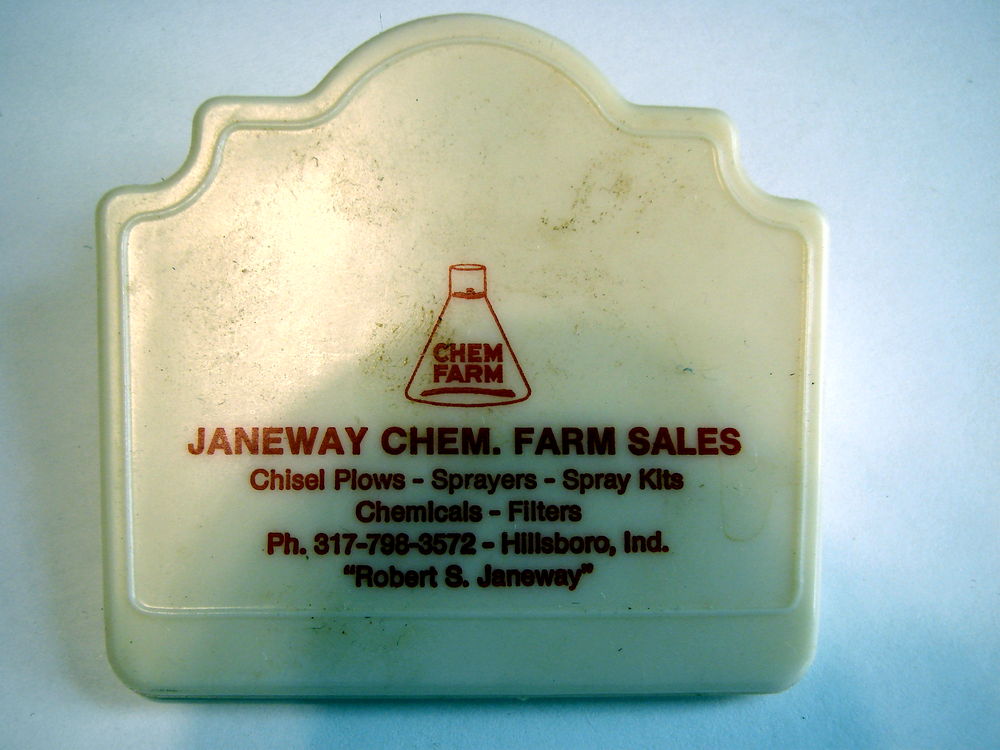 CHEM
FARM
JANEWAY CHEM. FARM SALES
Chisel Plows - Sprayers - Spray Kits
Chemicals - Filters
Ph. 317-798-3572 - Hillsboro, Ind.
“Robert S. Janeway”